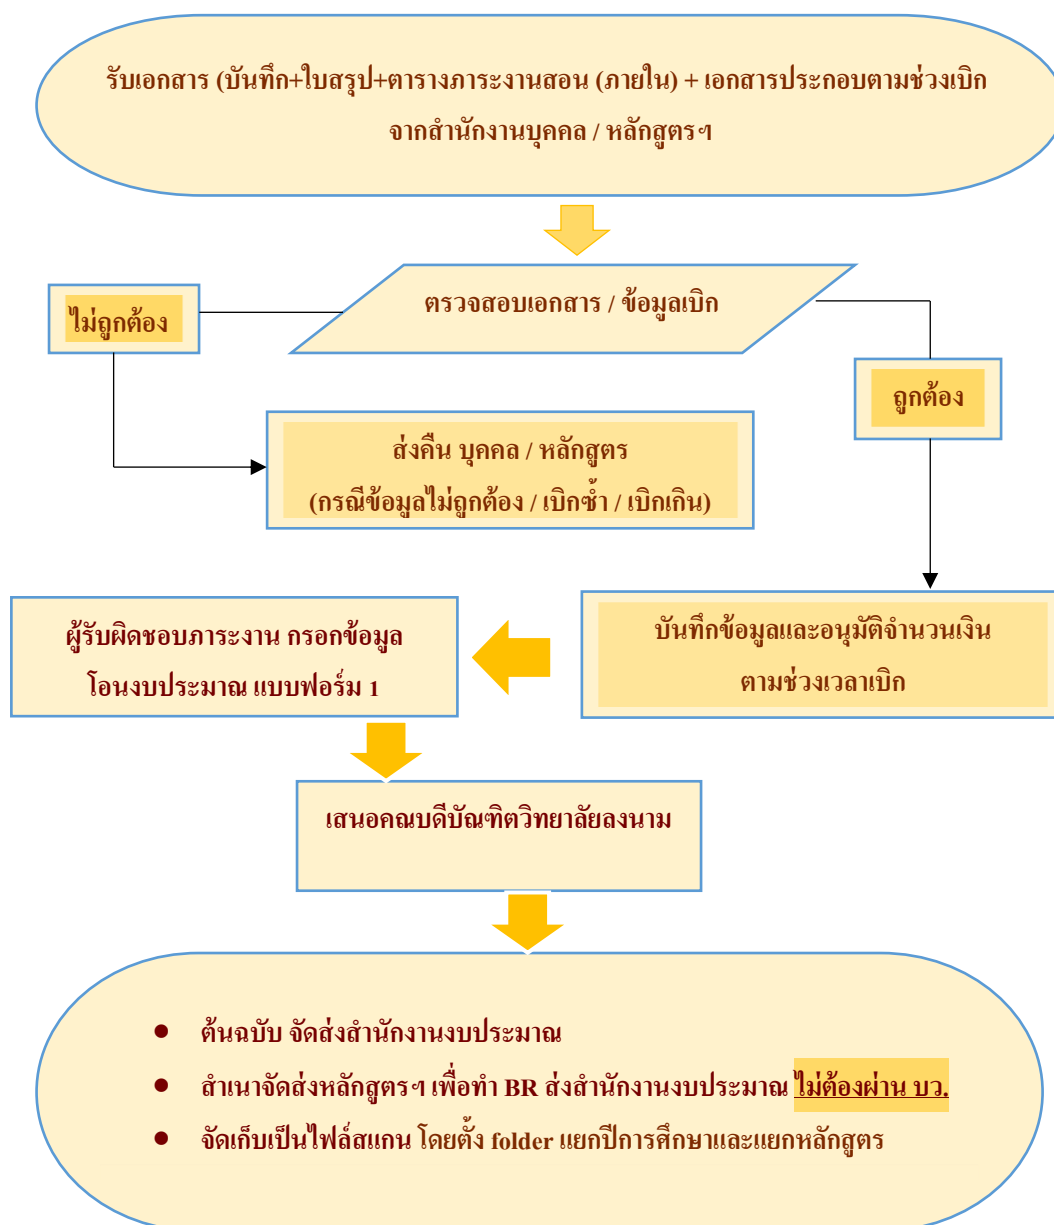 รับเอกสาร (บันทึก+ใบสรุป+ตารางภาระงานสอน (ภายใน) + เอกสารประกอบตามช่วงเบิก
จากสำนักงานบุคคล / หลักสูตรฯ
ตรวจสอบเอกสาร / ข้อมูลเบิก
ไม่ถูกต้อง
ถูกต้อง
ส่งคืน บุคคล / หลักสูตร
(กรณีข้อมูลไม่ถูกต้อง / เบิกซ้ำ / เบิกเกิน)
บันทึกข้อมูลและอนุมัติจำนวนเงิน
ตามช่วงเวลาเบิก
ผู้รับผิดชอบภาระงาน กรอกข้อมูล
โอนงบประมาณ แบบฟอร์ม 1
เสนอคณบดีบัณฑิตวิทยาลัยลงนาม
● ต้นฉบับ จัดส่งสำนักงานงบประมาณ
● สำเนาจัดส่งหลักสูตรฯ เพื่อทำ BR ส่งสำนักงานงบประมาณ ไม่ต้องผ่าน บว.
● จัดเก็บเป็นไฟล์สแกน โดยตั้ง folder แยกปีการศึกษาและแยกหลักสูตร